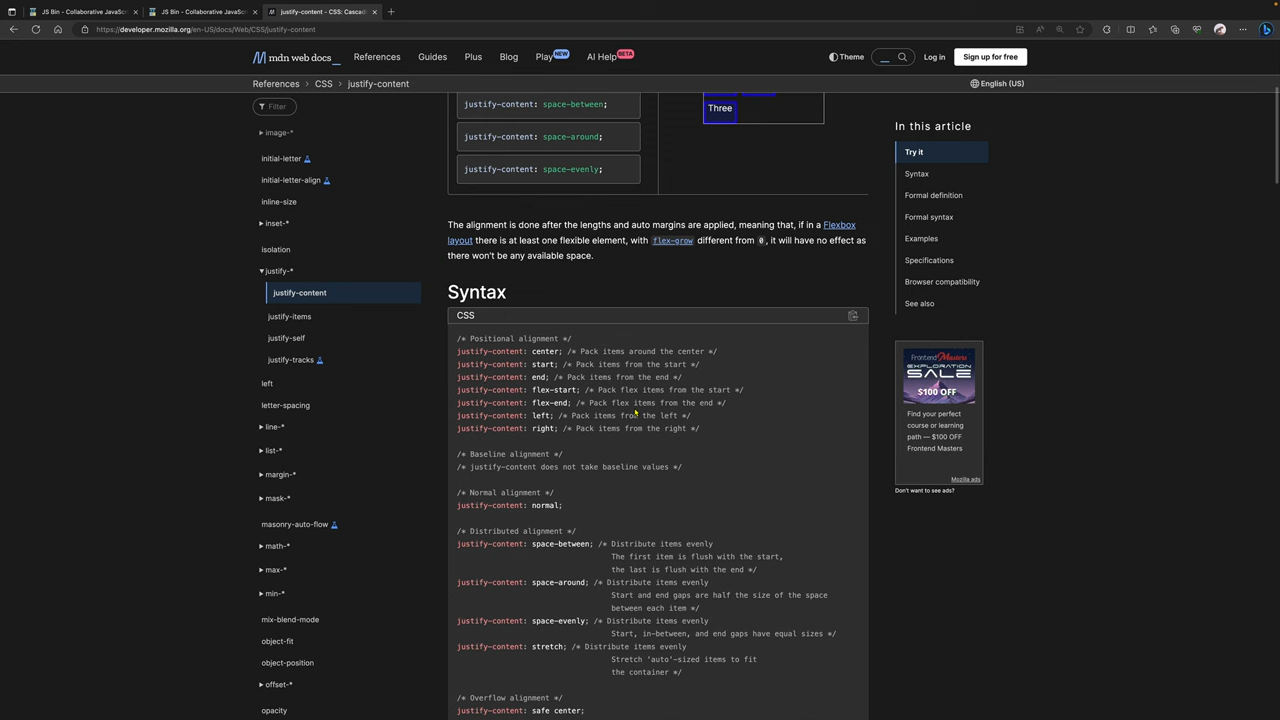 JS Bin - Collaborative JavaScr
JS Bin - Collaborative JavaScr
justify-content - CSS: Cascad
https://developer.mozilla.org/en-US/docs/Web/CSS/justify-content
mdn web docs_
References
Guides
Plus
Blog
Play NEW
AI Help BETA
Theme
Log in
Sign up for free
References
CSS
justify-content
English (US)
Filter
image-*
initial-letter
initial-letter-align
inline-size
inset-*
isolation
justify-*
justify-content
justify-items
justify-self
justify-tracks
left
letter-spacing
line-*
list-*
margin-*
mask-*
masonry-auto-flow
math-*
max-*
min-*
mix-blend-mode
object-fit
object-position
offset-*
opacity
justify-content: space-between;
justify-content: space-around;
justify-content: space-evenly;
Three
The alignment is done after the lengths and auto margins are applied, meaning that, if in a Flexbox
layout there is at least one flexible element, with flex-grow different from 0, it will have no effect as
there won't be any available space.
Syntax
CSS
/* Positional alignment */
justify-content: center; /* Pack items around the center */
justify-content: start; /* Pack items from the start */
justify-content: end; /* Pack items from the end */
justify-content: flex-start; /* Pack flex items from the start */
justify-content: flex-end; /* Pack flex items from the end */
justify-content: left; /* Pack items from the left */
justify-content: right; /* Pack items from the right */
/* Baseline alignment */
/* justify-content does not take baseline values */
/* Normal alignment */
justify-content: normal;
/* Distributed alignment */
justify-content: space-between; /* Distribute items evenly
The first item is flush with the start,
the last is flush with the end */
justify-content: space-around; /* Distribute items evenly
Start and end gaps are half the size of the space
between each item */
justify-content: space-evenly; /* Distribute items evenly
Start, in-between, and end gaps have equal sizes */
justify-content: stretch; /* Distribute items evenly
Stretch 'auto'-sized items to fit
the container */
/* Overflow alignment */
justify-content: safe center;
In this article
Try it
Syntax
Formal definition
Formal syntax
Examples
Specifications
Browser compatibility
See also
Frontend Masters
EXPLORATION
SALE
$100 OFF
Find your perfect
course or learning
path — $100 OFF
Frontend Masters
Mozilla ads
Don't want to see ads?